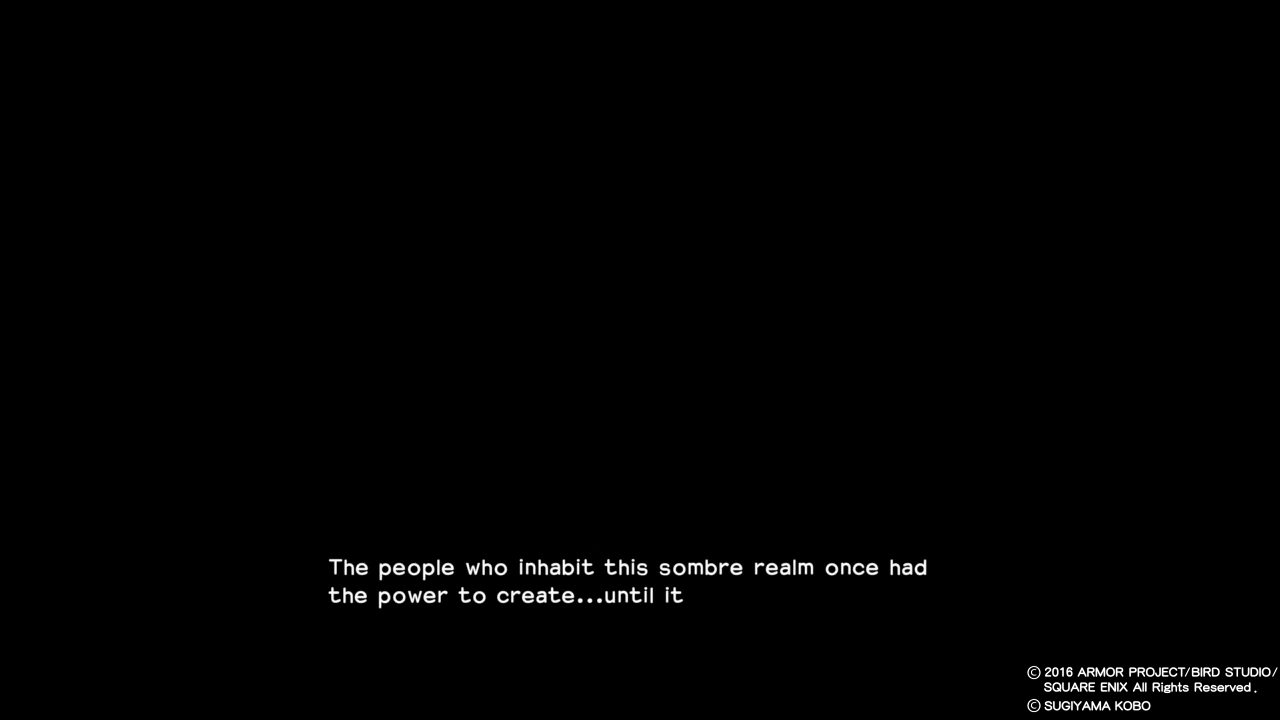 The people who inhabit this sombre realm once had
the power to create...until it
© 2016 ARMOR PROJECT/BIRD STUDIO/
SQUARE ENIX All Rights Reserved.
© SUGIYAMA KOBO